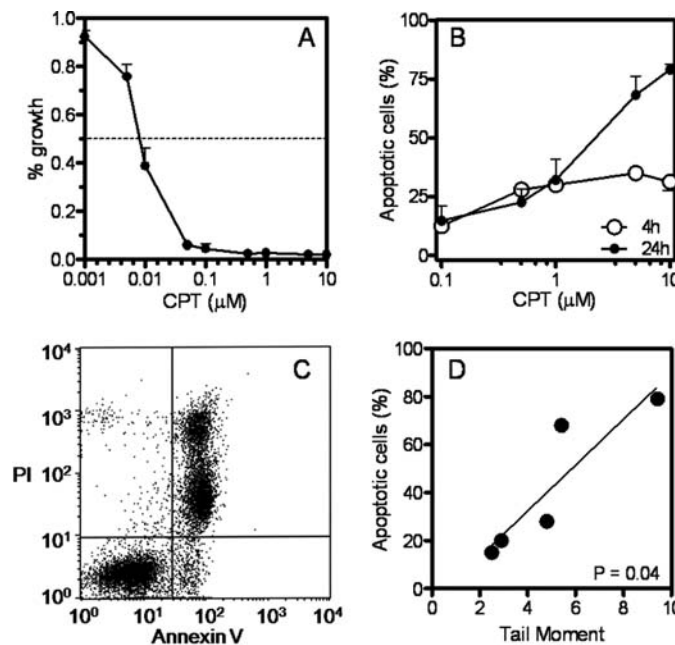 A
% growth
1.0
0.8
0.6
0.4
0.2
0.0
0.001 0.01 0.1 1 10
CPT (µM)
B
Apoptotic cells (%)
100
75
50
25
0
4h
24h
0.1 1 10
CPT (µM)
C
PI
10⁴
10³
10²
10¹
10⁰
10⁰ 10¹ 10² 10³ 10⁴
Annexin V
D
Apoptotic cells (%)
100
80
60
40
20
0
P = 0.04
0 2 4 6 8 10
Tail Moment